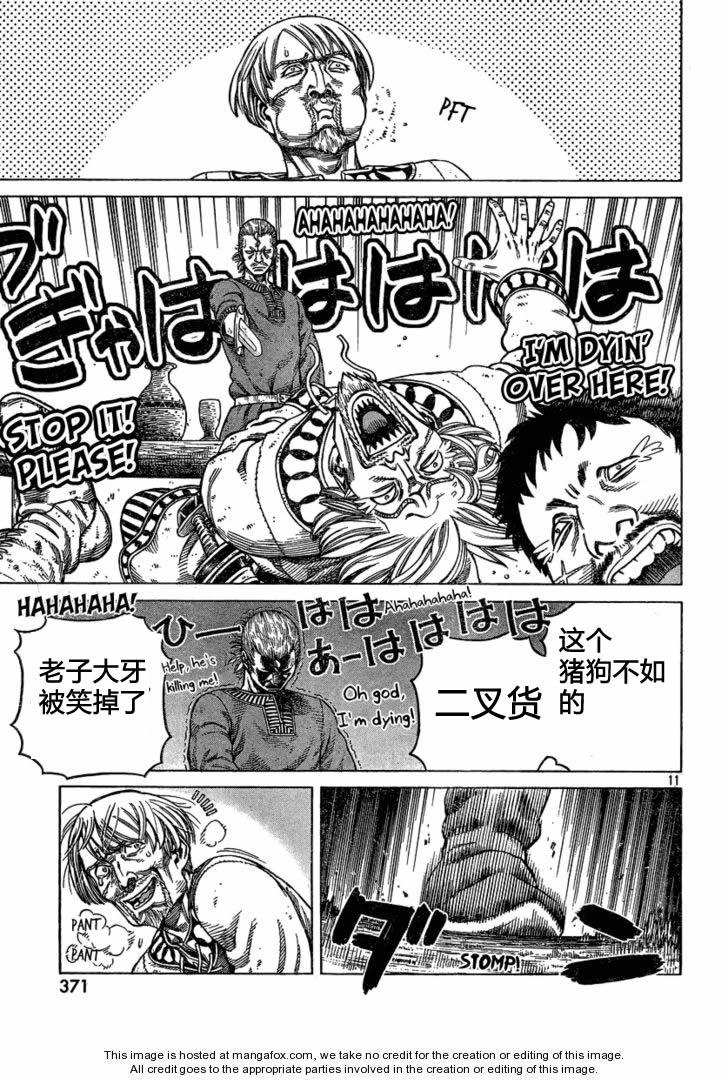 PFT
AHAHAHAHAHAHA!
ブ
ぎゃははははははは
I'M DYIN'
OVER HERE!
STOP IT!
PLEASE!
HAHAHAHA!
ひー
ははは
Ahahahahaha!
あーはははは
这个
猪狗不如
的
二叉货
Help, he's
killing me!
Oh god,
I'm dying!
老子大牙
被笑掉了
11
ダ
STOMP!
PANT
PANT
371
This image is hosted at mangafox.com, we take no credit for the creation or editing of this image.
All credit goes to the appropriate parties involved in the creation or editing of this image.